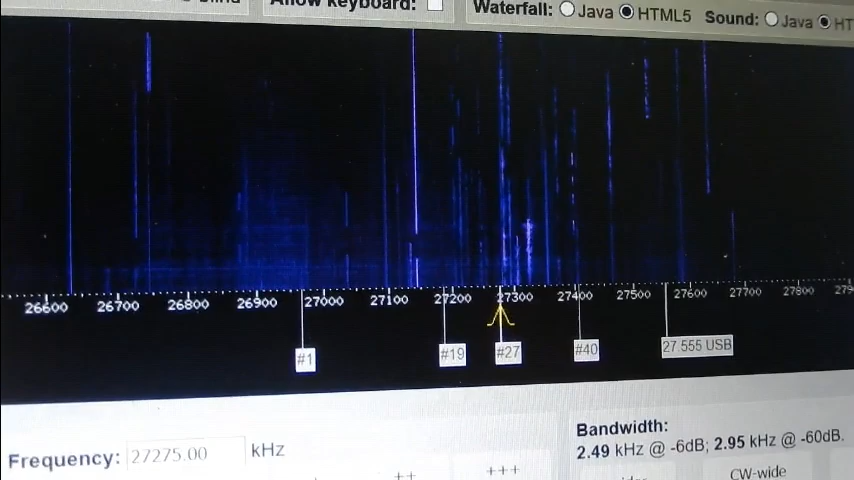 Allow keyboard: Waterfall: Java HTML5 Sound: Java HT
26600 26700 26800 26900 27000 27100 27200 27300 27400 27500 27600 27700 27800 279
#1 #19 #27 #40 27.555 USB
Bandwidth:
Frequency: 27275.00 kHz 2.49 kHz @ -6dB; 2.95 kHz @ -60dB.
++ +++ CW-wide